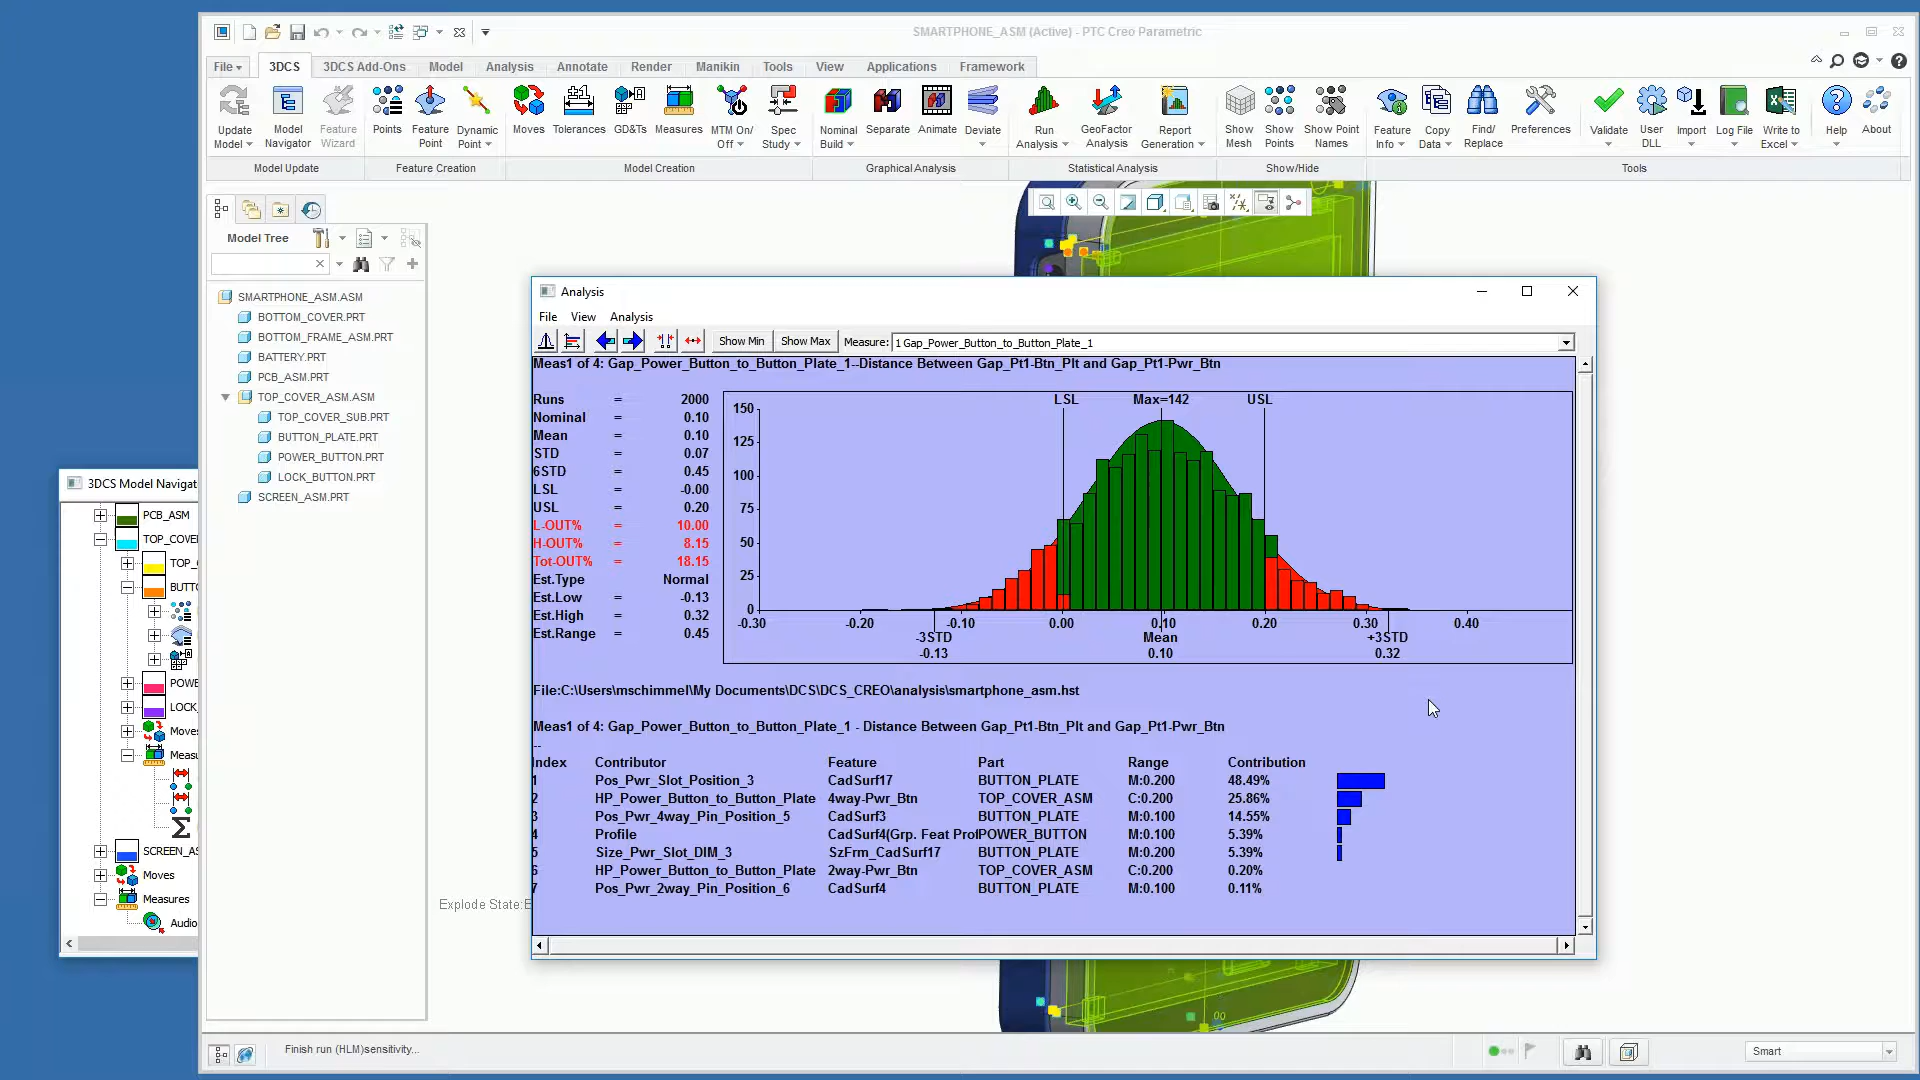 SMARTPHONE_ASM (Active) - PTC Creo Parametric
File 3DCS 3DCS Add-Ons Model Analysis Annotate Render Manikin Tools View Applications Framework
Update Model Model Navigator Feature Wizard Points Feature Point Dynamic Point Moves Tolerances GD&Ts Measures MTM On/ Off Spec Study Nominal Build Separate Animate Deviate Run Analysis GeoFactor Analysis Report Generation Show Mesh Show Points Show Point Names Feature Info Copy Data Find/ Replace Preferences Validate User DLL Import Log File Write to Excel Help About
Model Update Feature Creation Model Creation Graphical Analysis Statistical Analysis Show/Hide Tools
Model Tree
SMARTPHONE_ASM.ASM
BOTTOM_COVER.PRT
BOTTOM_FRAME_ASM.PRT
BATTERY.PRT
PCB_ASM.PRT
TOP_COVER_ASM.ASM
TOP_COVER_SUB.PRT
BUTTON_PLATE.PRT
POWER_BUTTON.PRT
LOCK_BUTTON.PRT
SCREEN_ASM.PRT
3DCS Model Navigat
PCB_ASM
TOP_COVE
TOP_
BUTT
POWE
LOCK
Moves
Measu
SCREEN_AS
Moves
Measures
Audio
Explode State:E
Analysis
File View Analysis
Show Min Show Max Measure: 1 Gap_Power_Button_to_Button_Plate_1
Meas1 of 4: Gap_Power_Button_to_Button_Plate_1--Distance Between Gap_Pt1-Btn_Plt and Gap_Pt1-Pwr_Btn
Runs = 2000
Nominal = 0.10
Mean = 0.10
STD = 0.07
6STD = 0.45
LSL = -0.00
USL = 0.20
L-OUT% = 10.00
H-OUT% = 8.15
Tot-OUT% = 18.15
Est.Type Normal
Est.Low = -0.13
Est.High = 0.32
Est.Range = 0.45
LSL Max=142 USL
150
125
100
75
50
25
0
-0.30 -0.20 -0.10 0.00 0.10 0.20 0.30 0.40
-3STD Mean +3STD
-0.13 0.10 0.32
File:C:\Users\mschimmel\My Documents\DCS\DCS_CREO\analysis\smartphone_asm.hst
Meas1 of 4: Gap_Power_Button_to_Button_Plate_1 - Distance Between Gap_Pt1-Btn_Plt and Gap_Pt1-Pwr_Btn
--
Index Contributor Feature Part Range Contribution
1 Pos_Pwr_Slot_Position_3 CadSurf17 BUTTON_PLATE M:0.200 48.49%
2 HP_Power_Button_to_Button_Plate 4way-Pwr_Btn TOP_COVER_ASM C:0.200 25.86%
3 Pos_Pwr_4way_Pin_Position_5 CadSurf3 BUTTON_PLATE M:0.100 14.55%
4 Profile CadSurf4(Grp. Feat Prof POWER_BUTTON M:0.100 5.39%
5 Size_Pwr_Slot_DIM_3 SzFrm_CadSurf17 BUTTON_PLATE M:0.200 5.39%
6 HP_Power_Button_to_Button_Plate 2way-Pwr_Btn TOP_COVER_ASM C:0.200 0.20%
7 Pos_Pwr_2way_Pin_Position_6 CadSurf4 BUTTON_PLATE M:0.100 0.11%
Finish run (HLM)sensitivity...
Smart